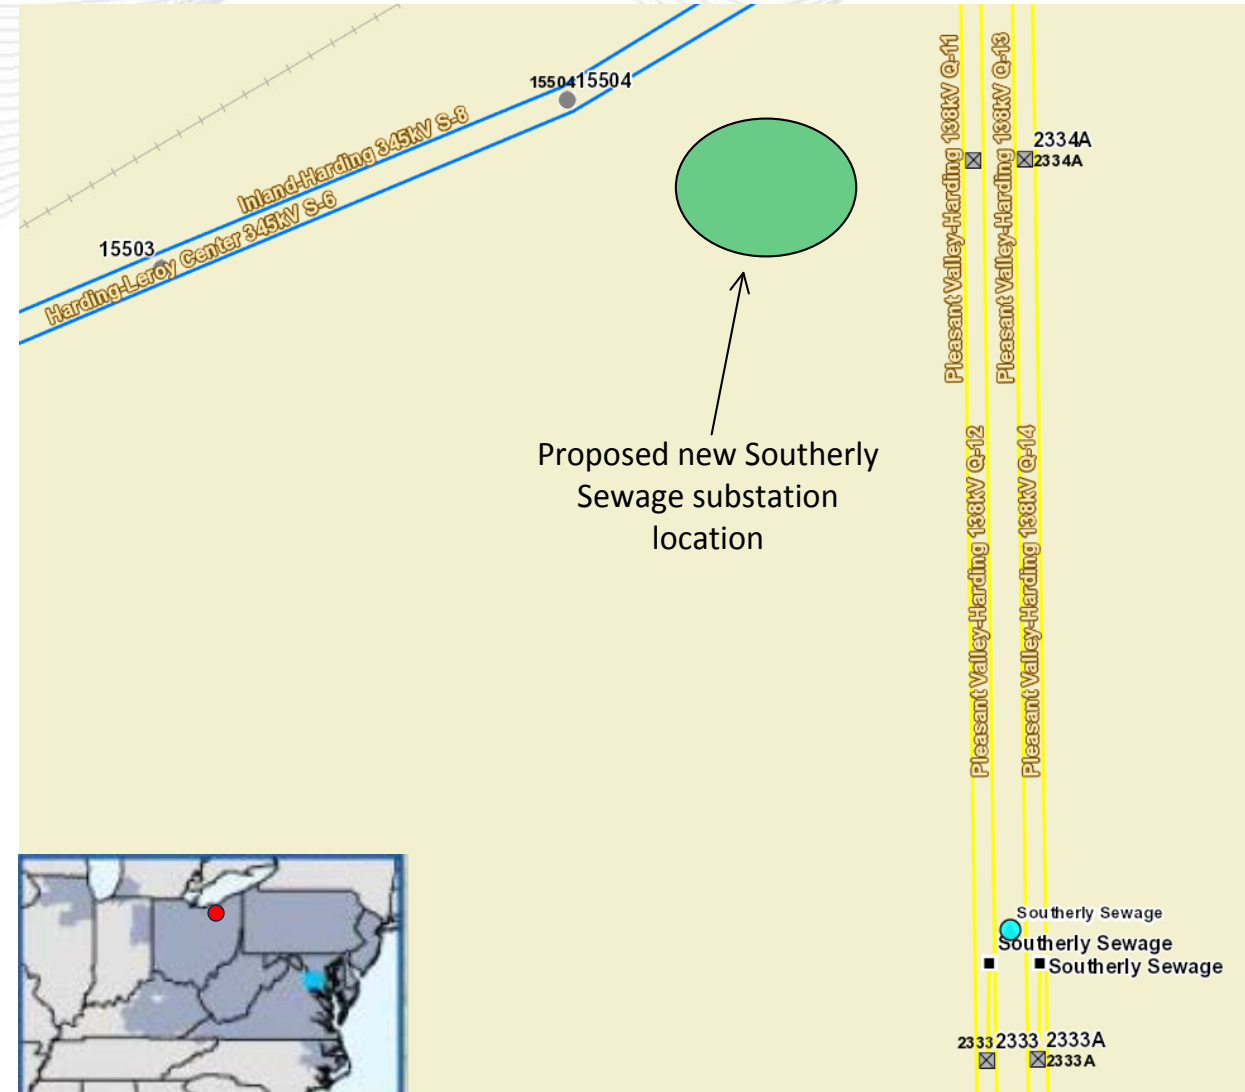 1550415504
Inland-Harding 345kV S-8
Harding-Leroy Center 345kV S-6
15503
Pleasant Valley-Harding 138kV Q-11
Pleasant Valley-Harding 138kV Q-13
2334A
2334A
Proposed new Southerly
Sewage substation
location
Pleasant Valley-Harding 138kV Q-12
Pleasant Valley-Harding 138kV Q-14
Southerly Sewage
Southerly Sewage
Southerly Sewage
2333 2333 2333A
2333A